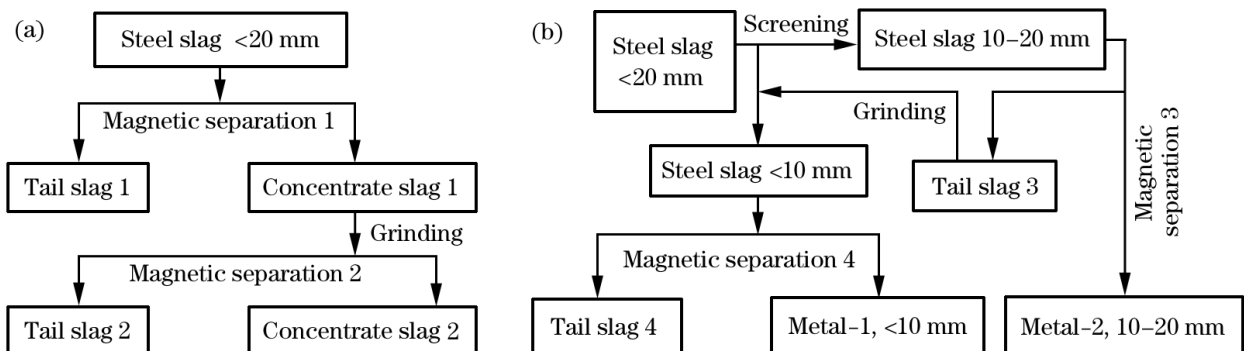 (a)
Steel slag <20 mm
Magnetic separation 1
Tail slag 1
Concentrate slag 1
Grinding
Magnetic separation 2
Tail slag 2
Concentrate slag 2
(b)
Steel slag
<20 mm
Screening
Steel slag 10–20 mm
Grinding
Magnetic
separation 3
Steel slag <10 mm
Tail slag 3
Magnetic separation 4
Tail slag 4
Metal-1, <10 mm
Metal-2, 10–20 mm